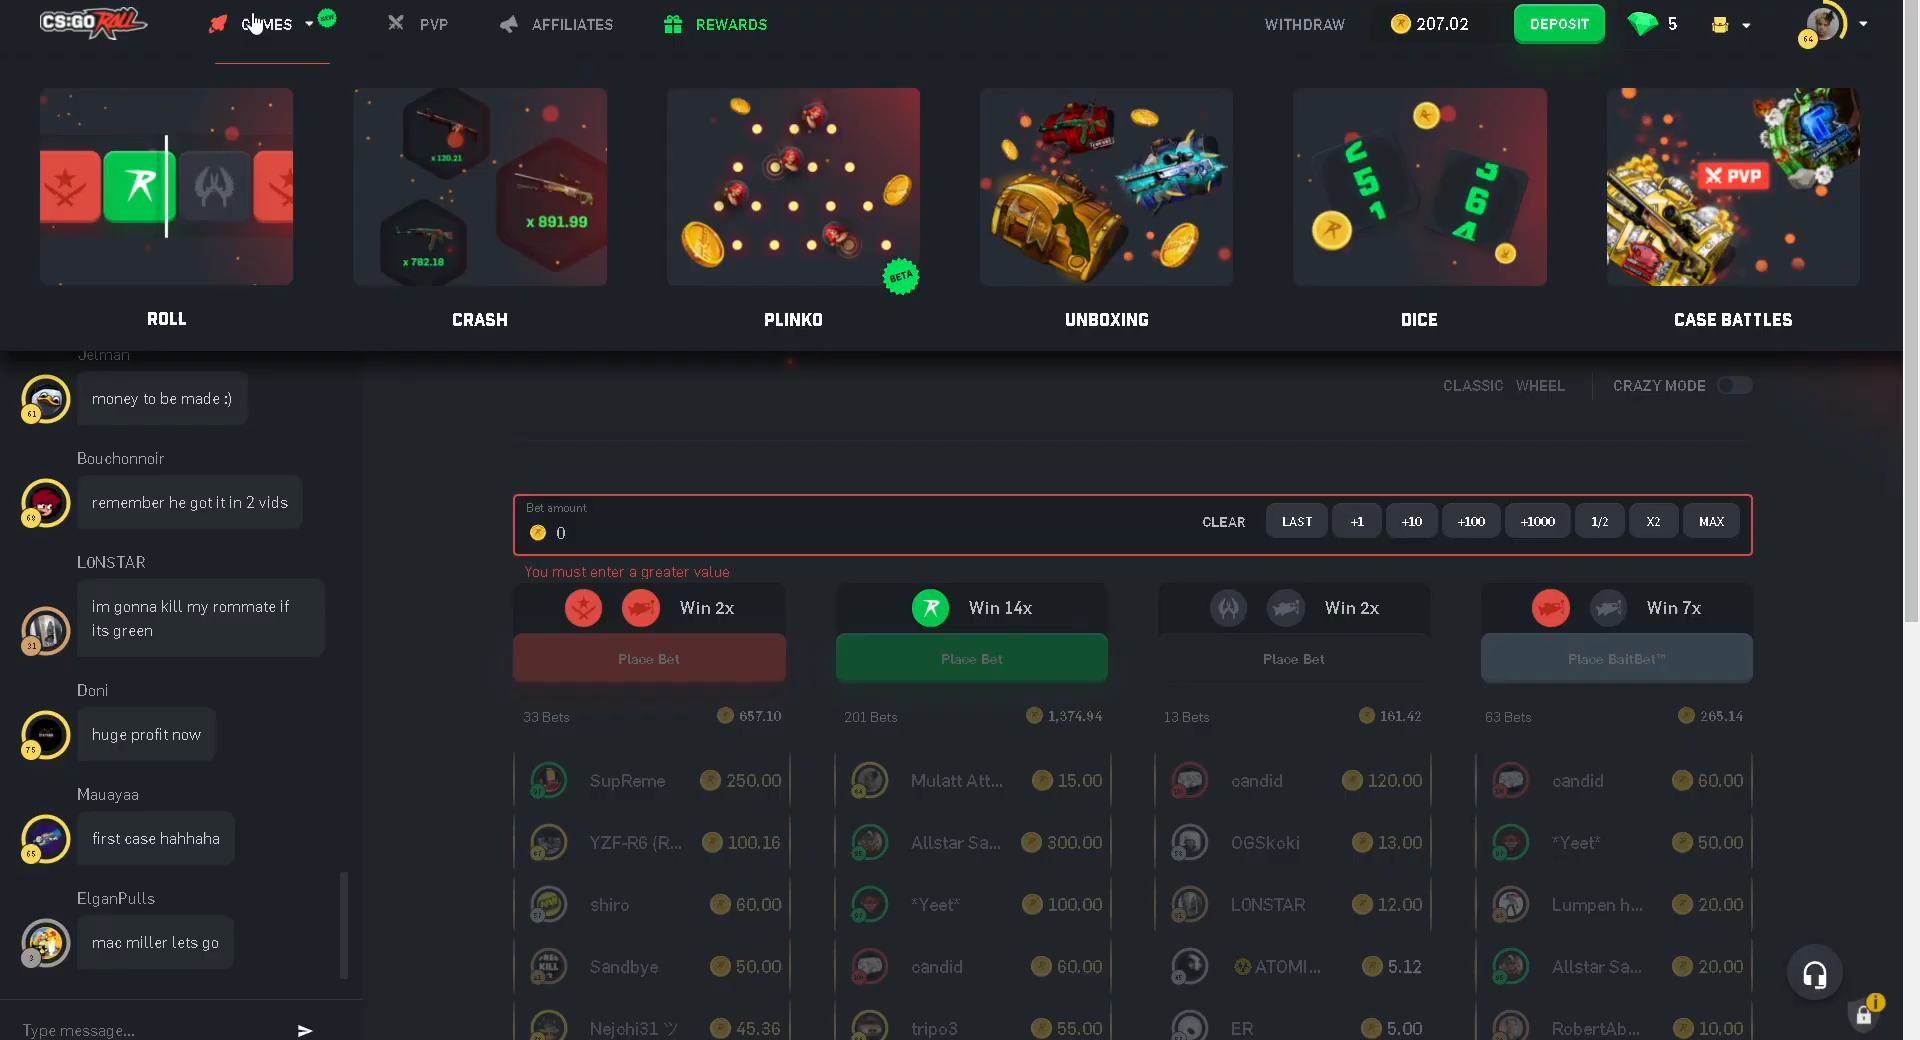 CS:GO ROLL
GAMES
NEW
PVP
AFFILIATES
REWARDS
WITHDRAW
207.02
DEPOSIT
5
64
x 120.21
x 891.99
x 782.18
BETA
PVP
ROLL
CRASH
PLINKO
UNBOXING
DICE
CASE BATTLES
Jelman
money to be made :)
61
Bouchonnoir
remember he got it in 2 vids
LONSTAR
im gonna kill my rommate if
its green
31
Doni
huge profit now
75
Mauayaa
first case hahhaha
65
ElganPulls
mac miller lets go
3
Type message...
CLASSIC
WHEEL
CRAZY MODE
Bet amount
0
CLEAR
LAST
+1
+10
+100
+1000
1/2
X2
MAX
You must enter a greater value
Win 2x
Win 14x
Win 2x
Win 7x
Place Bet
Place Bet
Place Bet
Place BaitBet™
33 Bets
657.10
201 Bets
1,374.94
13 Bets
161.42
63 Bets
265.14
SupReme
250.00
Mulatt Att...
15.00
candid
120.00
candid
60.00
YZF-R6 (R...
100.16
Allstar Sa...
300.00
OGSkoki
13.00
*Yeet*
50.00
shiro
60.00
*Yeet*
100.00
LONSTAR
12.00
Lumpen h...
20.00
Sandbye
50.00
candid
60.00
☢ATOMI...
5.12
Allstar Sa...
20.00
Nejchi31 ツ
45.36
tripo3
55.00
ER
5.00
RobertAb...
10.00